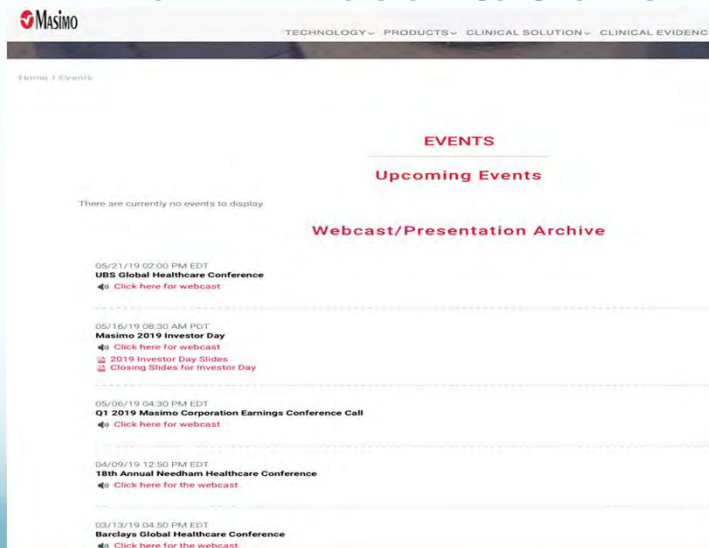 Masimo
TECHNOLOGY PRODUCTS CLINICAL SOLUTION CLINICAL EVIDENC
Home / Events
EVENTS
Upcoming Events
There are currently no events to display.
Webcast/Presentation Archive
05/21/19 02:00 PM EDT
UBS Global Healthcare Conference
Click here for webcast
05/16/19 08:30 AM PDT
Masimo 2019 Investor Day
Click here for webcast
2019 Investor Day Slides
Closing Slides for Investor Day
05/06/19 04:30 PM EDT
Q1 2019 Masimo Corporation Earnings Conference Call
Click here for webcast
04/09/19 12:50 PM EDT
18th Annual Needham Healthcare Conference
Click here for the webcast
03/13/19 04:50 PM EDT
Barclays Global Healthcare Conference
Click here for the webcast